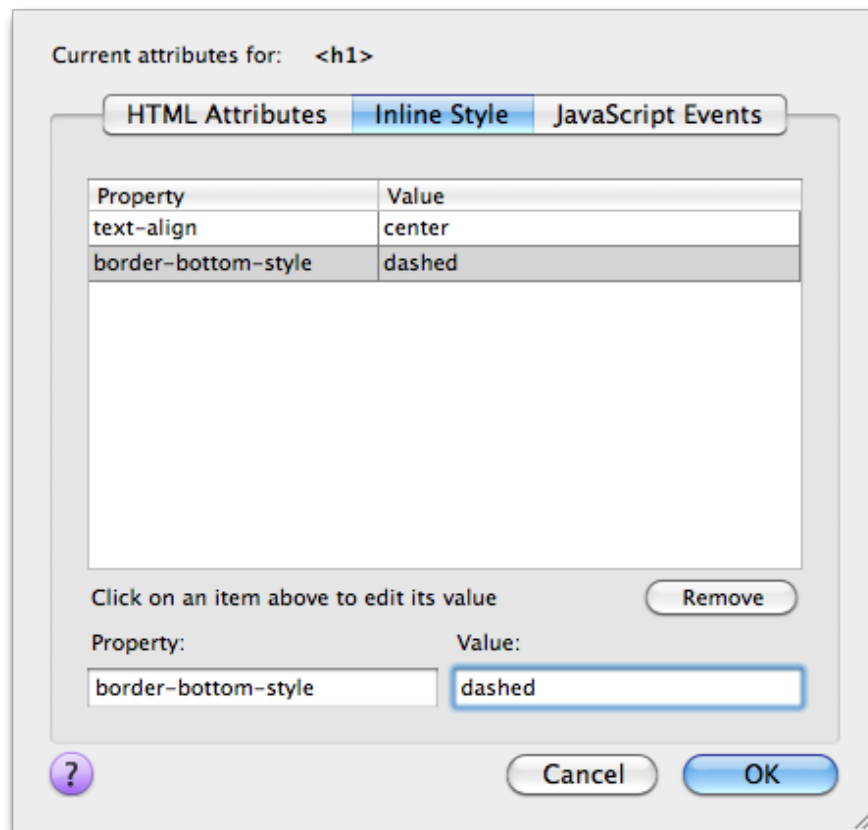 Current attributes for: <h1>
HTML Attributes Inline Style JavaScript Events
Property Value
text-align center
border-bottom-style dashed
Click on an item above to edit its value Remove
Property: Value:
border-bottom-style dashed
? Cancel OK